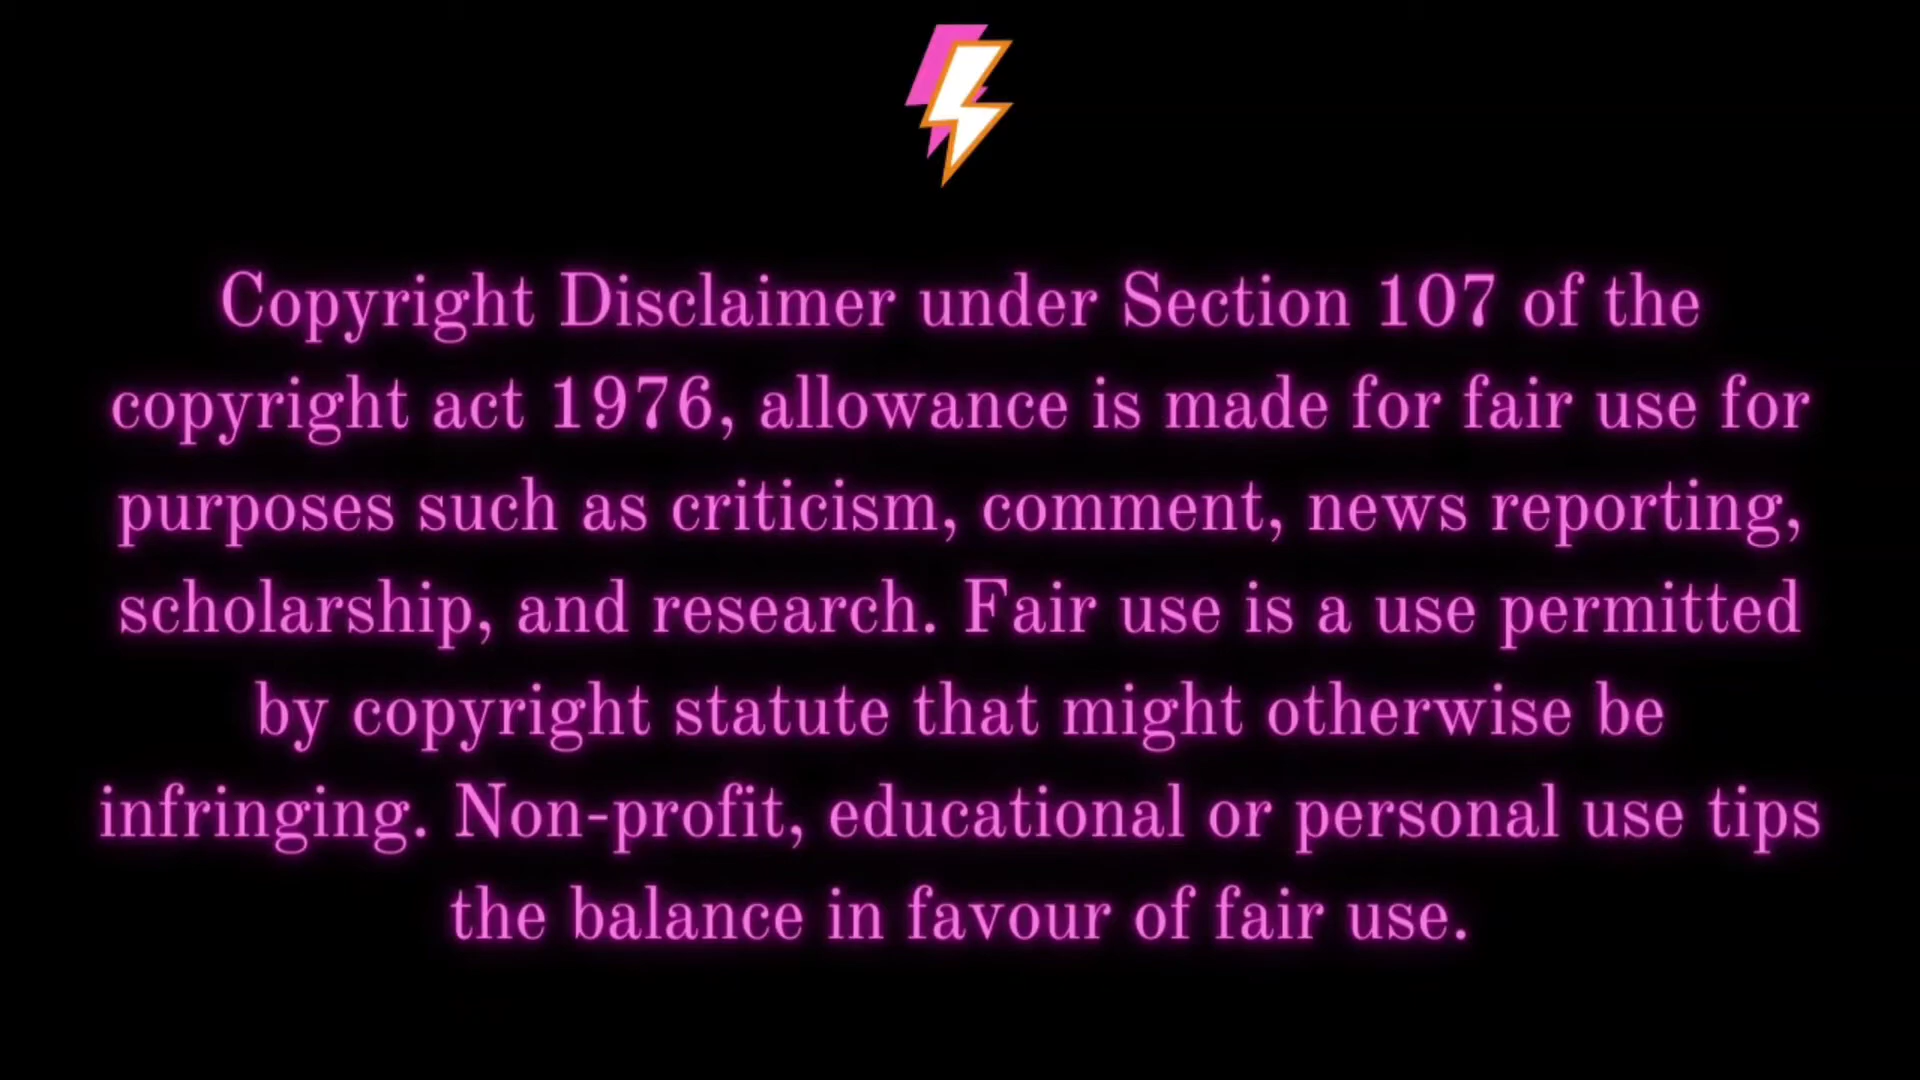 Copyright Disclaimer under Section 107 of the
copyright act 1976, allowance is made for fair use for
purposes such as criticism, comment, news reporting,
scholarship, and research. Fair use is a use permitted
by copyright statute that might otherwise be
infringing. Non-profit, educational or personal use tips
the balance in favour of fair use.